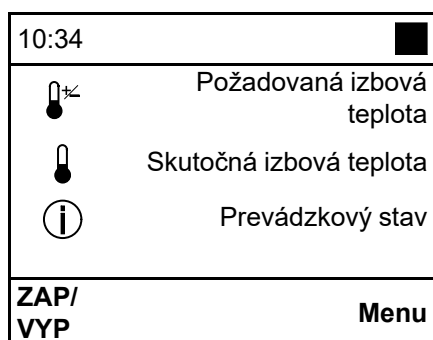 10:34
Požadovaná izbová
teplota
Skutočná izbová teplota
Prevádzkový stav
ZAP/
VYP
Menu